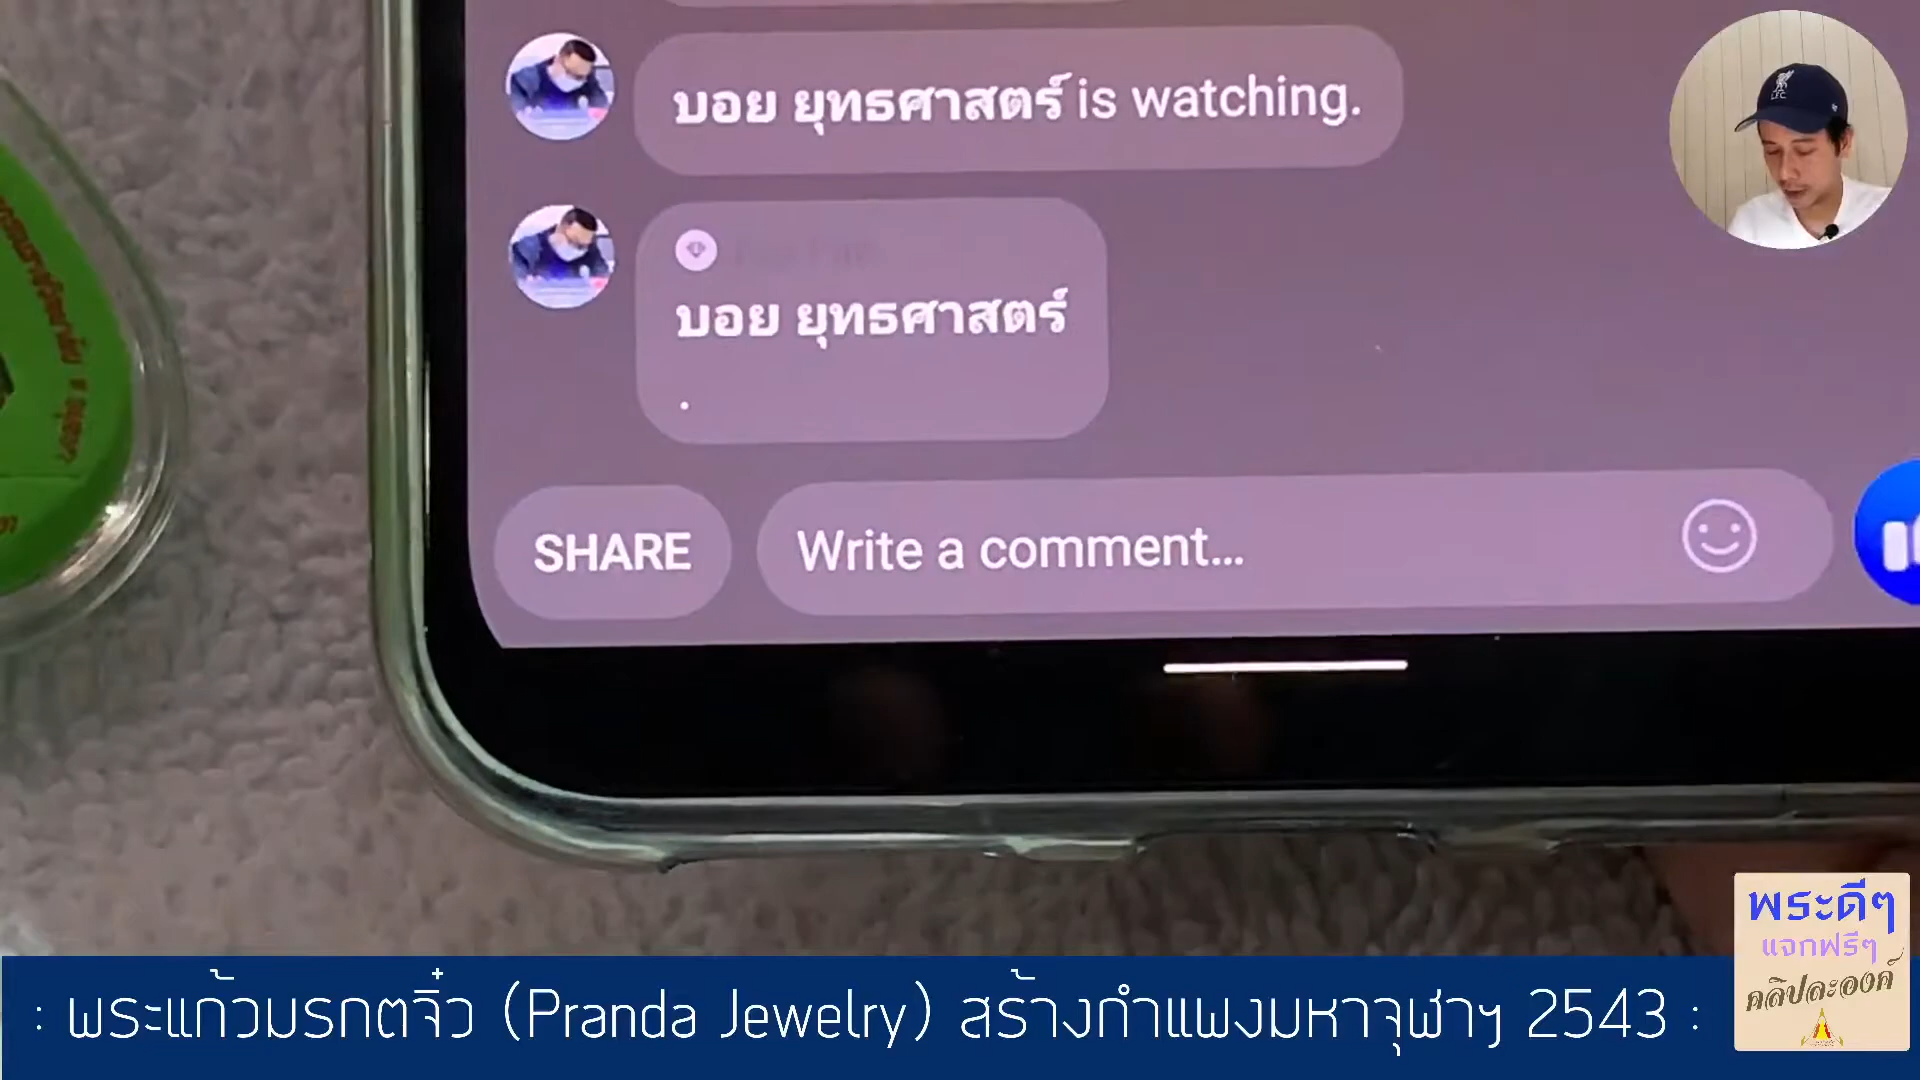 บอย ยุทธศาสตร์ is watching.
บอย ยุทธศาสตร์
.
SHARE
Write a comment...
LFC
พระดีๆ
แจกฟรีๆ
คลิปละองค์
: พระแก้วมรกตจิ๋ว (Pranda Jewelry) สร้างกำแพงมหาจุฬาฯ 2543 :